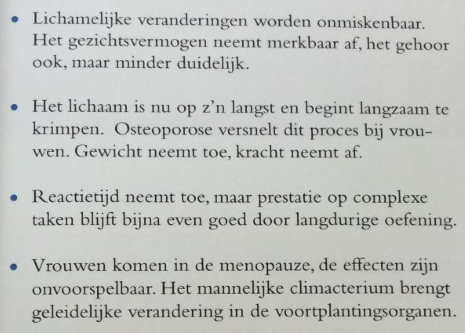 • Lichamelijke veranderingen worden onmiskenbaar.
Het gezichtsvermogen neemt merkbaar af, het gehoor
ook, maar minder duidelijk.
• Het lichaam is nu op z'n langst en begint langzaam te
krimpen. Osteoporose versnelt dit proces bij vrou-
wen. Gewicht neemt toe, kracht neemt af.
• Reactietijd neemt toe, maar prestatie op complexe
taken blijft bijna even goed door langdurige oefening.
• Vrouwen komen in de menopauze, de effecten zijn
onvoorspelbaar. Het mannelijke climacterium brengt
geleidelijke verandering in de voortplantingsorganen.